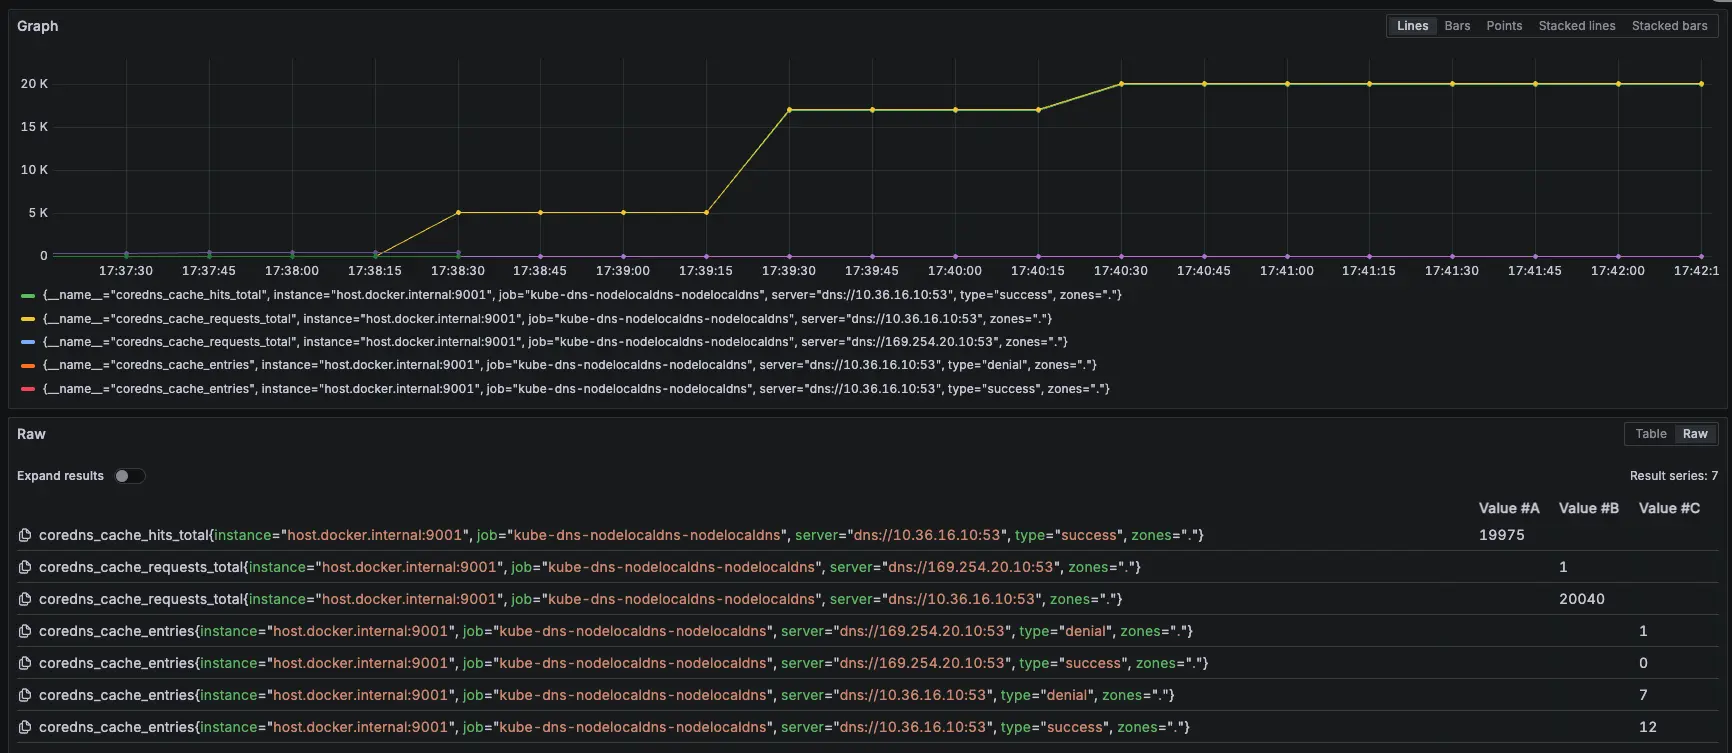 Graph
Lines Bars Points Stacked lines Stacked bars
20 K
15 K
10 K
5 K
0
17:37:30 17:37:45 17:38:00 17:38:15 17:38:30 17:38:45 17:39:00 17:39:15 17:39:30 17:39:45 17:40:00 17:40:15 17:40:30 17:40:45 17:41:00 17:41:15 17:41:30 17:41:45 17:42:00 17:42:1
{__name__="coredns_cache_hits_total", instance="host.docker.internal:9001", job="kube-dns-nodelocaldns-nodelocaldns", server="dns://10.36.16.10:53", type="success", zones="."}
{__name__="coredns_cache_requests_total", instance="host.docker.internal:9001", job="kube-dns-nodelocaldns-nodelocaldns", server="dns://10.36.16.10:53", zones="."}
{__name__="coredns_cache_requests_total", instance="host.docker.internal:9001", job="kube-dns-nodelocaldns-nodelocaldns", server="dns://169.254.20.10:53", zones="."}
{__name__="coredns_cache_entries", instance="host.docker.internal:9001", job="kube-dns-nodelocaldns-nodelocaldns", server="dns://10.36.16.10:53", type="denial", zones="."}
{__name__="coredns_cache_entries", instance="host.docker.internal:9001", job="kube-dns-nodelocaldns-nodelocaldns", server="dns://10.36.16.10:53", type="success", zones="."}
Raw
Table Raw
Expand results
Result series: 7
Value #A Value #B Value #C
coredns_cache_hits_total{instance="host.docker.internal:9001", job="kube-dns-nodelocaldns-nodelocaldns", server="dns://10.36.16.10:53", type="success", zones="."} 19975
coredns_cache_requests_total{instance="host.docker.internal:9001", job="kube-dns-nodelocaldns-nodelocaldns", server="dns://169.254.20.10:53", zones="."} 1
coredns_cache_requests_total{instance="host.docker.internal:9001", job="kube-dns-nodelocaldns-nodelocaldns", server="dns://10.36.16.10:53", zones="."} 20040
coredns_cache_entries{instance="host.docker.internal:9001", job="kube-dns-nodelocaldns-nodelocaldns", server="dns://169.254.20.10:53", type="denial", zones="."} 1
coredns_cache_entries{instance="host.docker.internal:9001", job="kube-dns-nodelocaldns-nodelocaldns", server="dns://169.254.20.10:53", type="success", zones="."} 0
coredns_cache_entries{instance="host.docker.internal:9001", job="kube-dns-nodelocaldns-nodelocaldns", server="dns://10.36.16.10:53", type="denial", zones="."} 7
coredns_cache_entries{instance="host.docker.internal:9001", job="kube-dns-nodelocaldns-nodelocaldns", server="dns://10.36.16.10:53", type="success", zones="."} 12